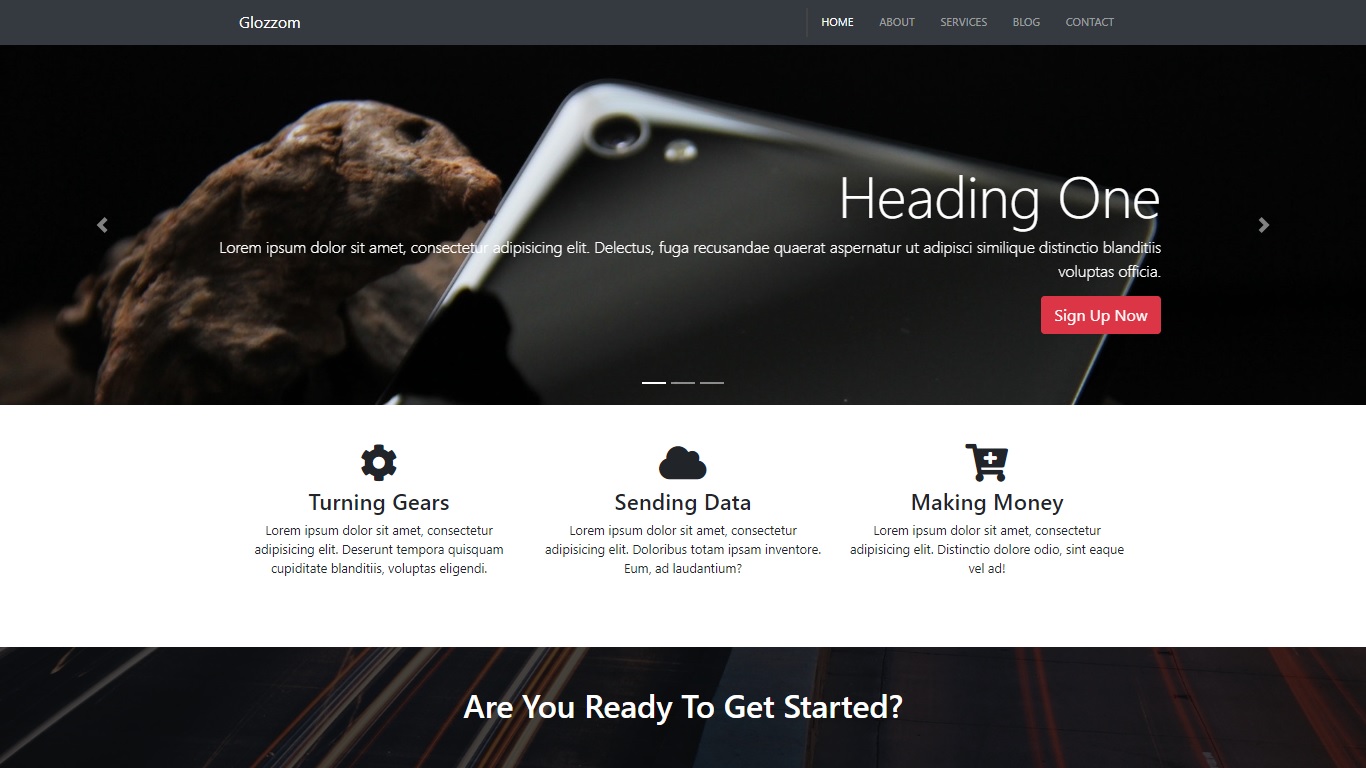 Glozzom
HOME ABOUT SERVICES BLOG CONTACT
Heading One
Lorem ipsum dolor sit amet, consectetur adipisicing elit. Delectus, fuga recusandae quaerat aspernatur ut adipisci similique distinctio blanditiis
voluptas officia.
Sign Up Now
Turning Gears
Lorem ipsum dolor sit amet, consectetur
adipisicing elit. Deserunt tempora quisquam
cupiditate blanditiis, voluptas eligendi.
Sending Data
Lorem ipsum dolor sit amet, consectetur
adipisicing elit. Doloribus totam ipsam inventore.
Eum, ad laudantium?
Making Money
Lorem ipsum dolor sit amet, consectetur
adipisicing elit. Distinctio dolore odio, sint eaque
vel ad!
Are You Ready To Get Started?